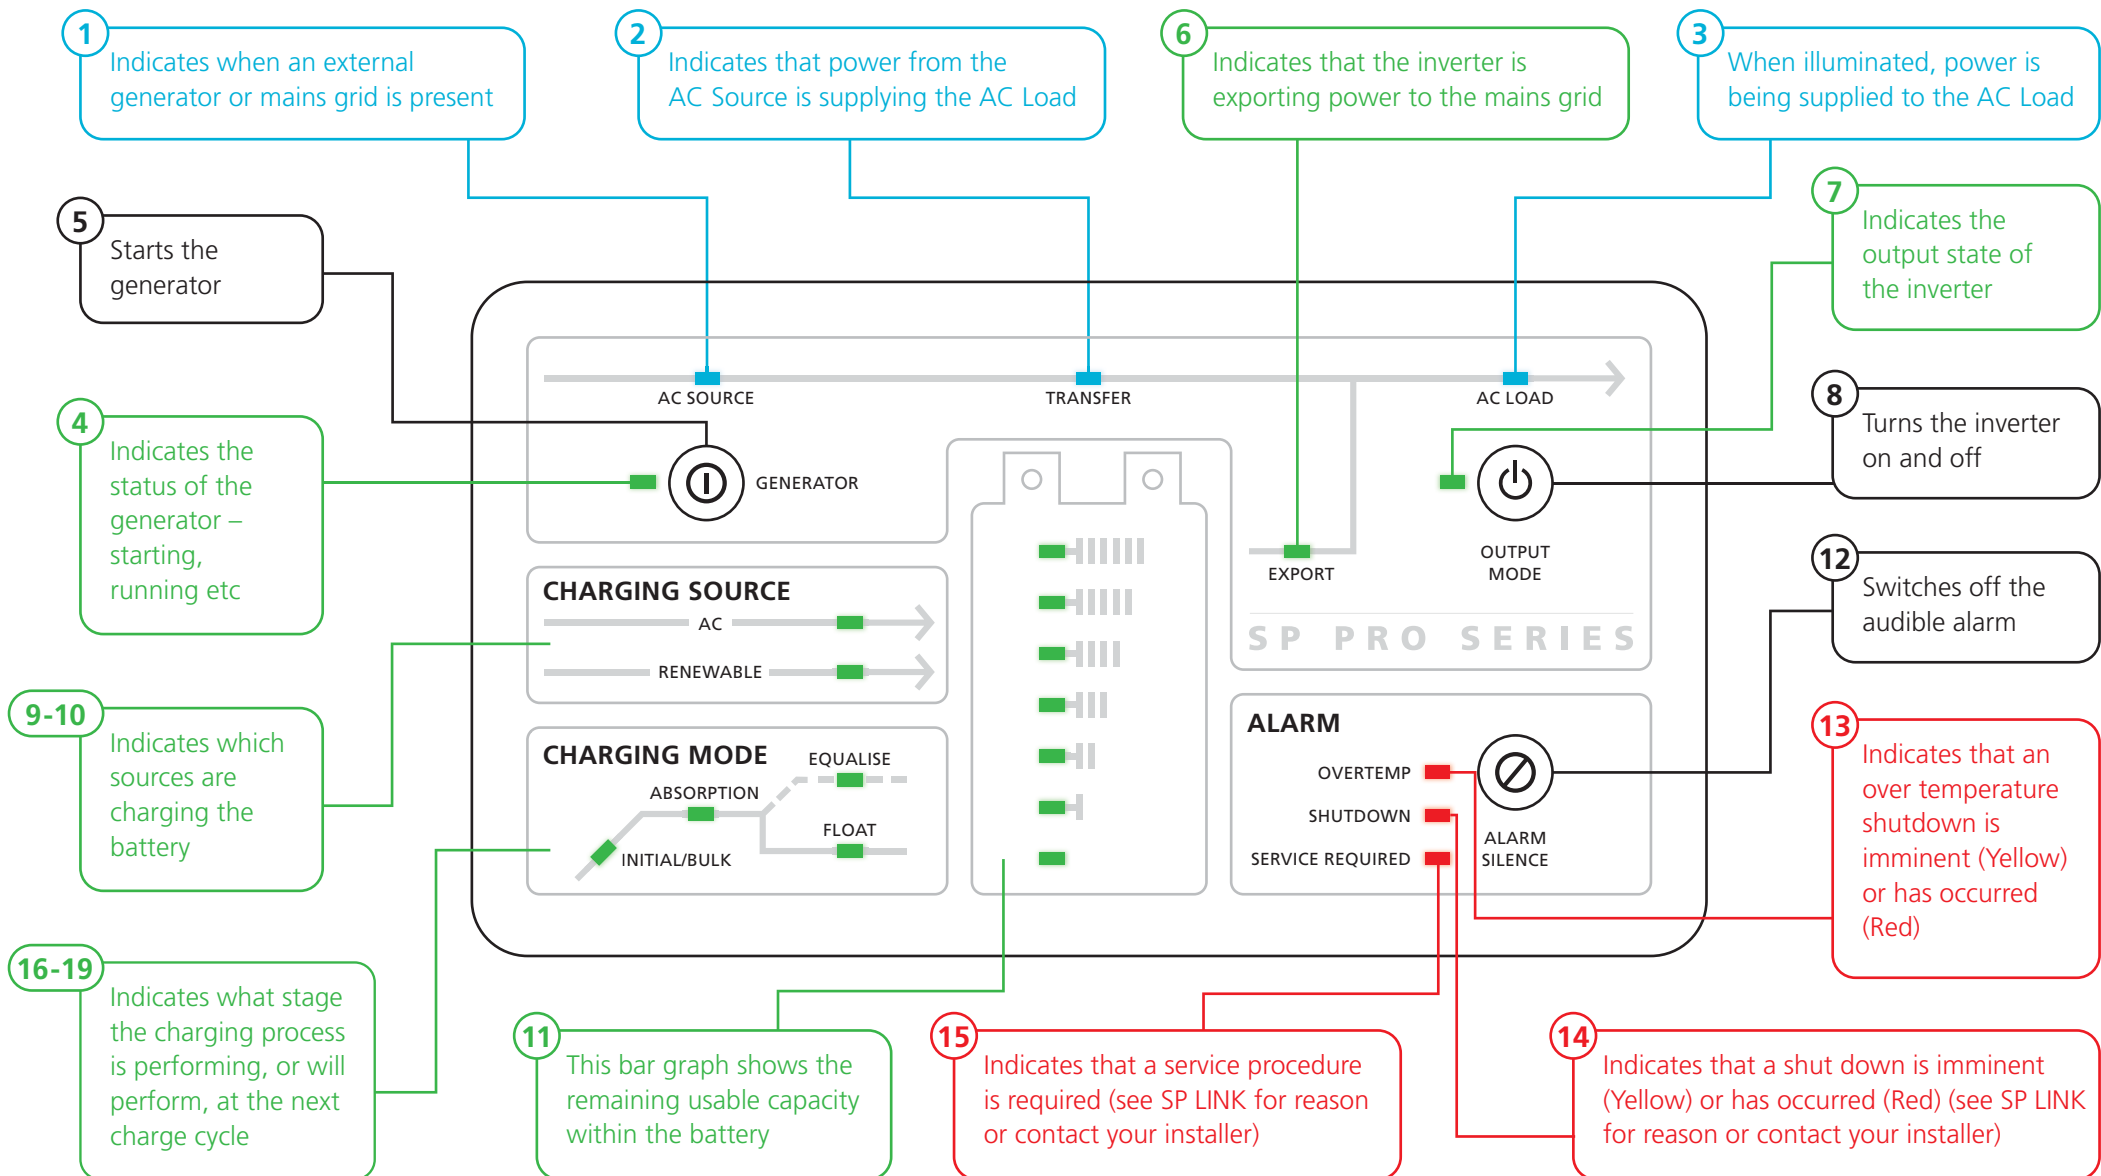 1
Indicates when an external
generator or mains grid is present
2
Indicates that power from the
AC Source is supplying the AC Load
6
Indicates that the inverter is
exporting power to the mains grid
3
When illuminated, power is
being supplied to the AC Load
5
Starts the
generator
7
Indicates the
output state of
the inverter
4
Indicates the
status of the
generator –
starting,
running etc
8
Turns the inverter
on and off
12
Switches off the
audible alarm
9-10
Indicates which
sources are
charging the
battery
13
Indicates that an
over temperature
shutdown is
imminent (Yellow)
or has occurred
(Red)
16-19
Indicates what stage
the charging process
is performing, or will
perform, at the next
charge cycle
11
This bar graph shows the
remaining usable capacity
within the battery
15
Indicates that a service procedure
is required (see SP LINK for reason
or contact your installer)
14
Indicates that a shut down is imminent
(Yellow) or has occurred (Red) (see SP LINK
for reason or contact your installer)
AC SOURCE
TRANSFER
AC LOAD
GENERATOR
EXPORT
OUTPUT
MODE
SP PRO SERIES
CHARGING SOURCE
AC
RENEWABLE
CHARGING MODE
EQUALISE
ABSORPTION
FLOAT
INITIAL/BULK
ALARM
OVERTEMP
SHUTDOWN
SERVICE REQUIRED
ALARM
SILENCE